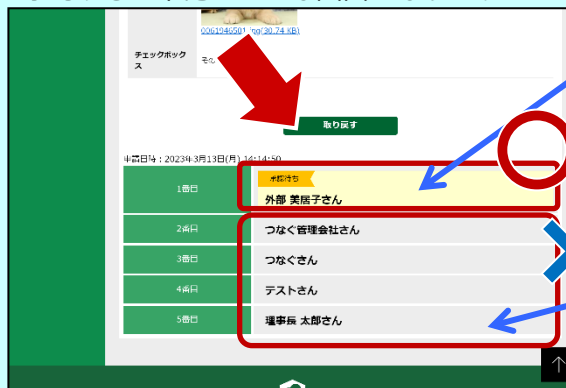 0061946501.jpg(30.74 KB)
チェックボックス
その
取り戻す
申請日時：2023年3月13日(月) 14:14:50
1番目
承認待ち
外部 美居子さん
2番目
つなぐ管理会社さん
3番目
つなぐさん
4番目
テストさん
5番目
理事長 太郎さん